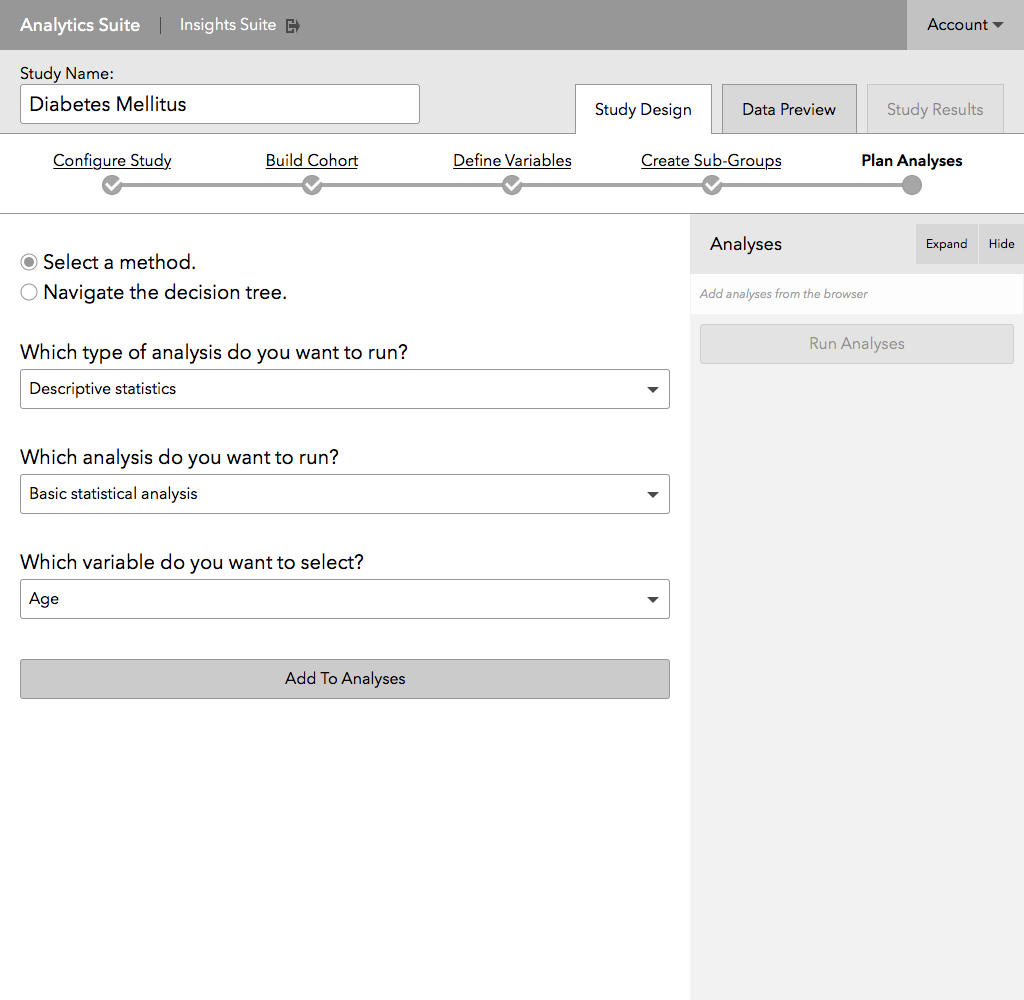 Analytics Suite | Insights Suite Account
Study Name:
Diabetes Mellitus
Study Design Data Preview Study Results
Configure Study Build Cohort Define Variables Create Sub-Groups Plan Analyses
Select a method.
Navigate the decision tree.
Which type of analysis do you want to run?
Descriptive statistics
Which analysis do you want to run?
Basic statistical analysis
Which variable do you want to select?
Age
Add To Analyses
Analyses Expand Hide
Add analyses from the browser
Run Analyses